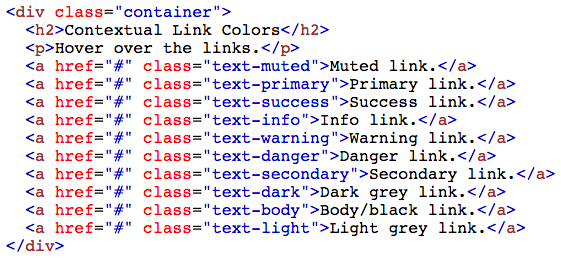 <div class="container">
  <h2>Contextual Link Colors</h2>
  <p>Hover over the links.</p>
  <a href="#" class="text-muted">Muted link.</a>
  <a href="#" class="text-primary">Primary link.</a>
  <a href="#" class="text-success">Success link.</a>
  <a href="#" class="text-info">Info link.</a>
  <a href="#" class="text-warning">Warning link.</a>
  <a href="#" class="text-danger">Danger link.</a>
  <a href="#" class="text-secondary">Secondary link.</a>
  <a href="#" class="text-dark">Dark grey link.</a>
  <a href="#" class="text-body">Body/black link.</a>
  <a href="#" class="text-light">Light grey link.</a>
</div>